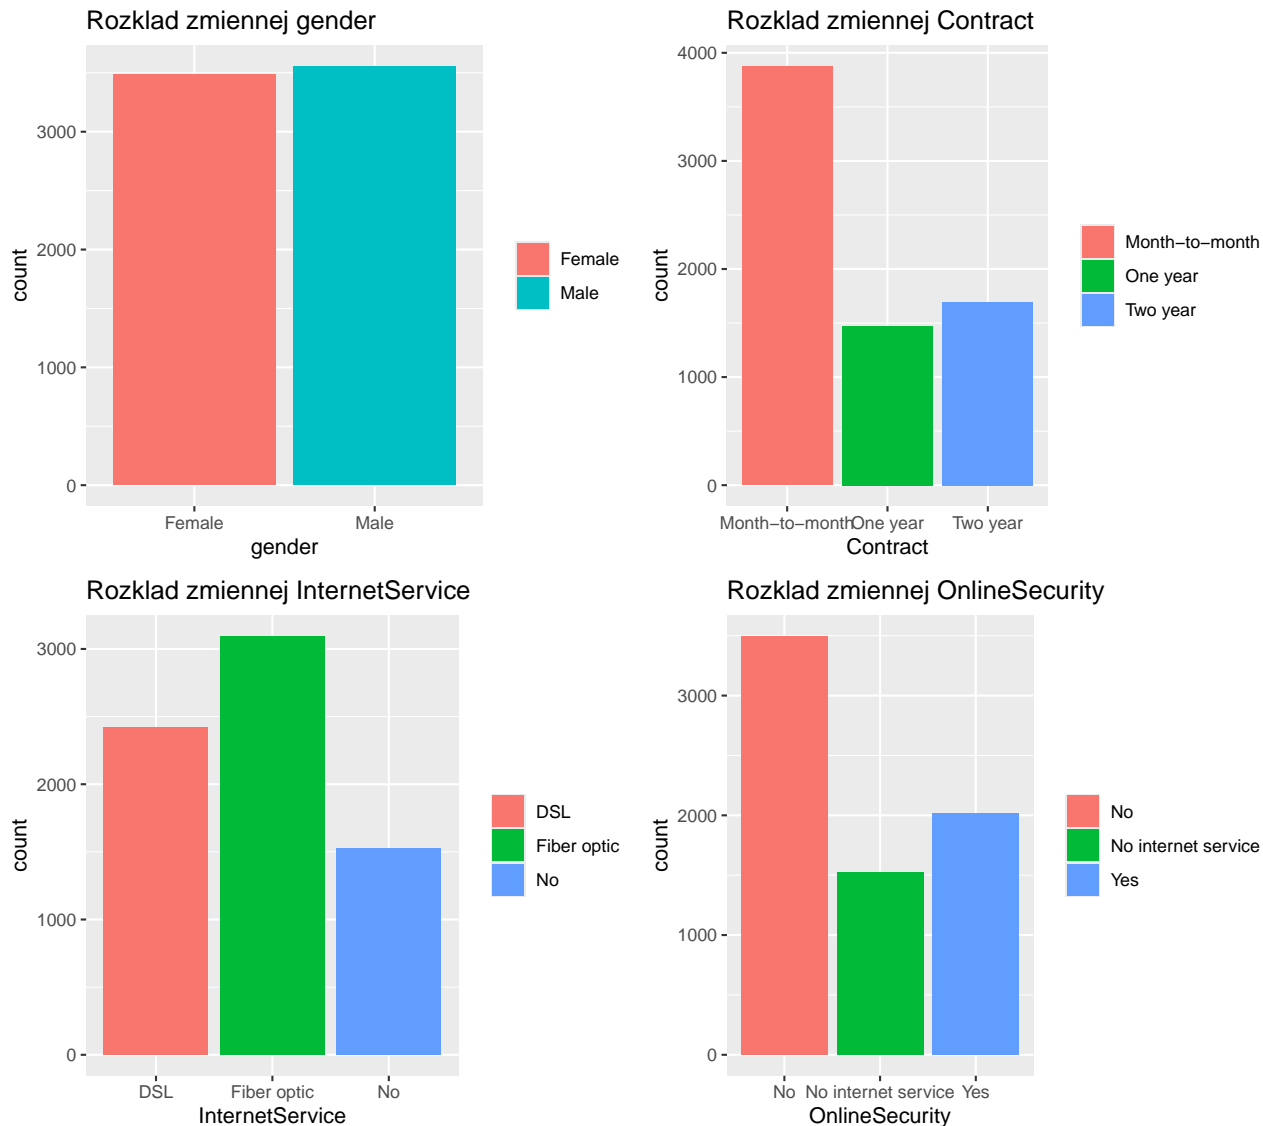 Rozklad zmiennej gender
count
3000
2000
1000
0
Female
Male
gender
Female
Male
Rozklad zmiennej Contract
count
4000
3000
2000
1000
0
Month−to−month
One year
Two year
Contract
Month−to−month
One year
Two year
Rozklad zmiennej InternetService
count
3000
2000
1000
0
DSL
Fiber optic
No
InternetService
DSL
Fiber optic
No
Rozklad zmiennej OnlineSecurity
count
3000
2000
1000
0
No
No internet service
Yes
OnlineSecurity
No
No internet service
Yes